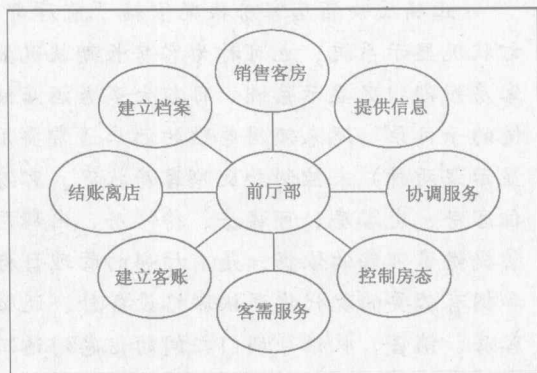 销售客房
建立档案
提供信息
结账离店
前厅部
协调服务
建立客账
控制房态
客需服务